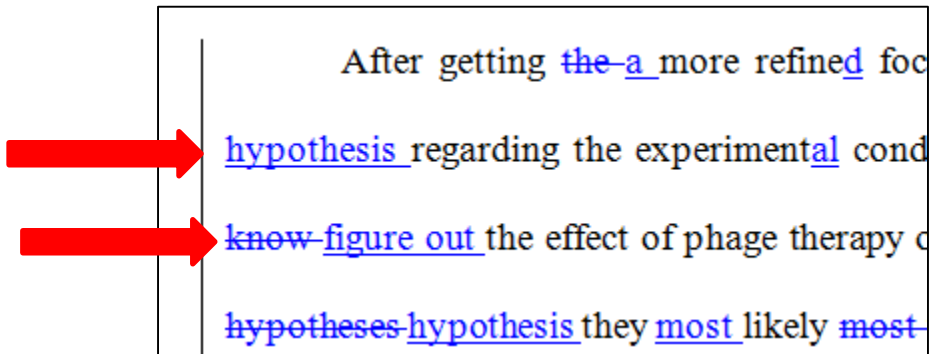 After getting the a more refined foc
hypothesis regarding the experimental cond
know figure out the effect of phage therapy c
hypotheses hypothesis they most likely most